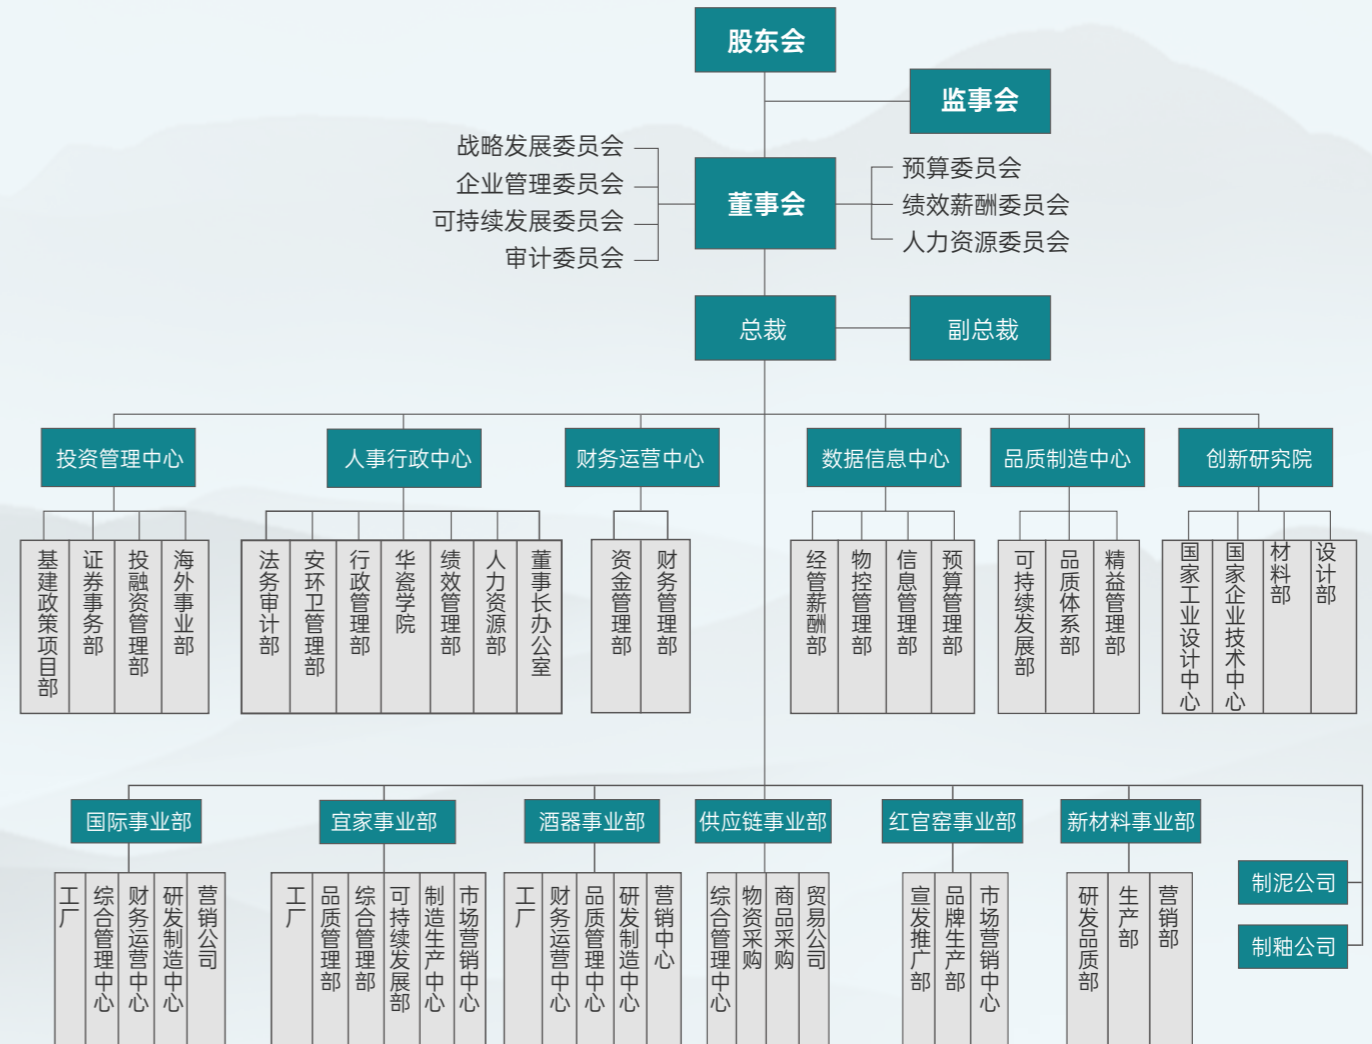 股东会
监事会
战略发展委员会
企业管理委员会
可持续发展委员会
审计委员会
董事会
预算委员会
绩效薪酬委员会
人力资源委员会
总裁
副总裁
投资管理中心
人事行政中心
财务运营中心
数据信息中心
品质制造中心
创新研究院
基建政策项目部
证券事务部
投融资管理部
海外事业部
法务审计部
安环卫管理部
行政管理部
华瓷学院
绩效管理部
人力资源部
董事长办公室
资金管理部
财务管理部
经管薪酬部
物控管理部
信息管理部
预算管理部
可持续发展部
品质体系部
精益管理部
国家工业设计中心
国家企业技术中心
材料部
设计部
国际事业部
宜家事业部
酒器事业部
供应链事业部
红官窑事业部
新材料事业部
制泥公司
制釉公司
工厂
综合管理中心
财务运营中心
研发制造中心
营销公司
工厂
品质管理部
综合管理部
可持续发展部
制造生产中心
市场营销中心
工厂
财务运营中心
品质管理中心
研发制造中心
营销中心
综合管理中心
物资采购
商品采购
贸易公司
宣发推广部
品牌生产部
市场营销中心
研发品质部
生产部
营销部